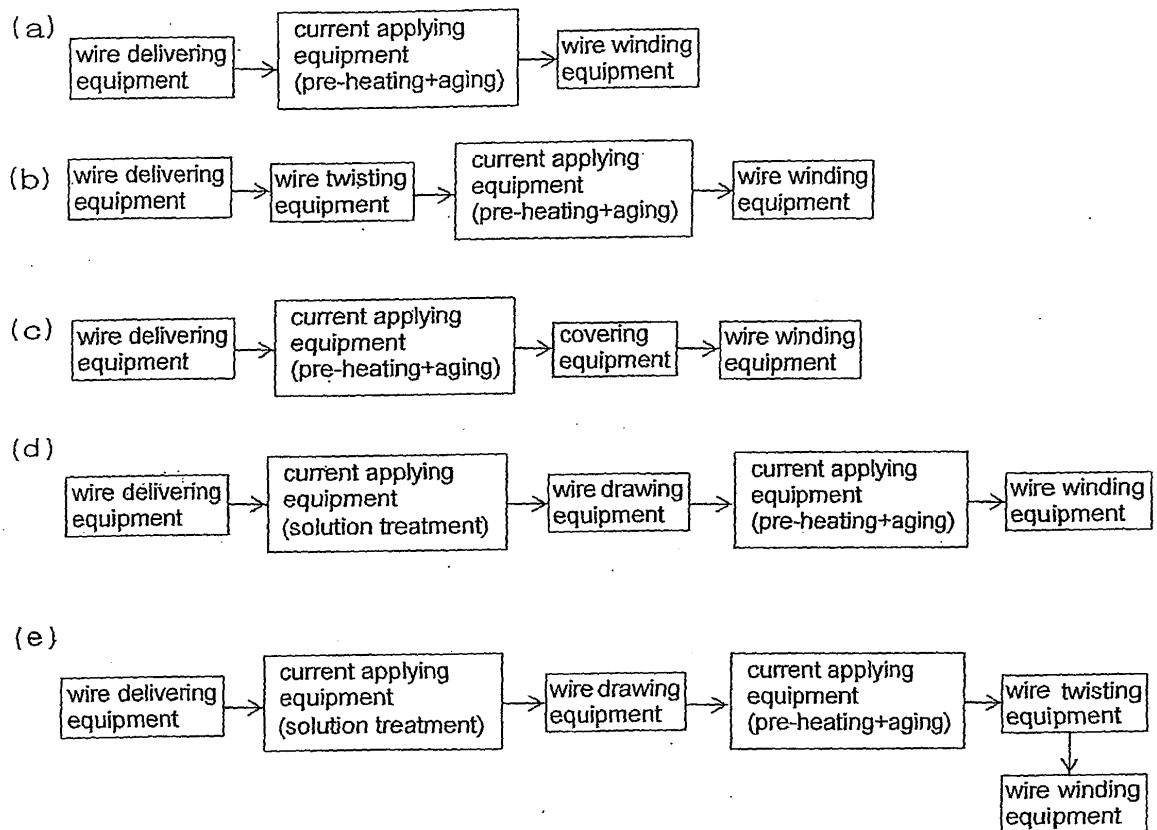 (a)
wire delivering
equipment
current applying
equipment
(pre-heating+aging)
wire winding
equipment
(b)
wire delivering
equipment
wire twisting
equipment
current applying
equipment
(pre-heating+aging)
wire winding
equipment
(c)
wire delivering
equipment
current applying
equipment
(pre-heating+aging)
covering
equipment
wire winding
equipment
(d)
wire delivering
equipment
current applying
equipment
(solution treatment)
wire drawing
equipment
current applying
equipment
(pre-heating+aging)
wire winding
equipment
(e)
wire delivering
equipment
current applying
equipment
(solution treatment)
wire drawing
equipment
current applying
equipment
(pre-heating+aging)
wire twisting
equipment
wire winding
equipment